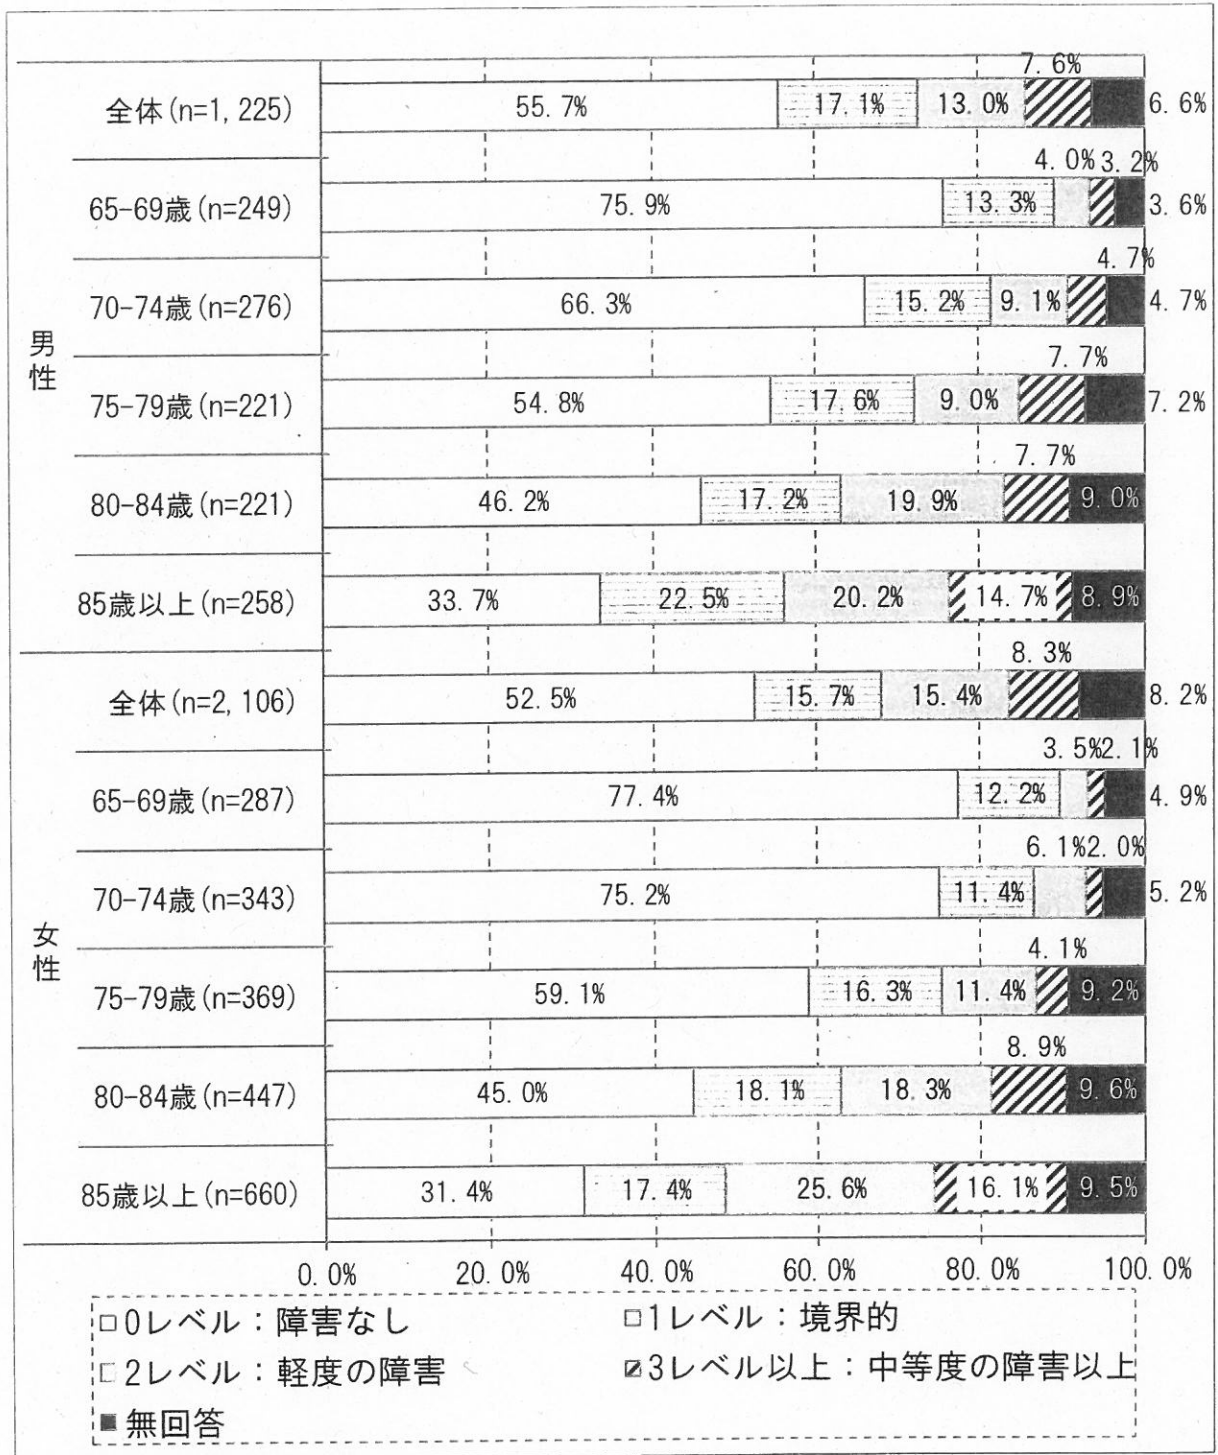 男性
全体(n=1,225) 55.7% 17.1% 13.0% 7.6% 6.6%
65-69歳(n=249) 75.9% 13.3% 4.0% 3.2% 3.6%
70-74歳(n=276) 66.3% 15.2% 9.1% 4.7% 4.7%
75-79歳(n=221) 54.8% 17.6% 9.0% 7.7% 7.2%
80-84歳(n=221) 46.2% 17.2% 19.9% 7.7% 9.0%
85歳以上(n=258) 33.7% 22.5% 20.2% 14.7% 8.9%
女性
全体(n=2,106) 52.5% 15.7% 15.4% 8.3% 8.2%
65-69歳(n=287) 77.4% 12.2% 3.5% 2.1% 4.9%
70-74歳(n=343) 75.2% 11.4% 6.1% 2.0% 5.2%
75-79歳(n=369) 59.1% 16.3% 11.4% 4.1% 9.2%
80-84歳(n=447) 45.0% 18.1% 18.3% 8.9% 9.6%
85歳以上(n=660) 31.4% 17.4% 25.6% 16.1% 9.5%
0.0% 20.0% 40.0% 60.0% 80.0% 100.0%
0レベル：障害なし 1レベル：境界的
2レベル：軽度の障害 3レベル以上：中等度の障害以上
無回答